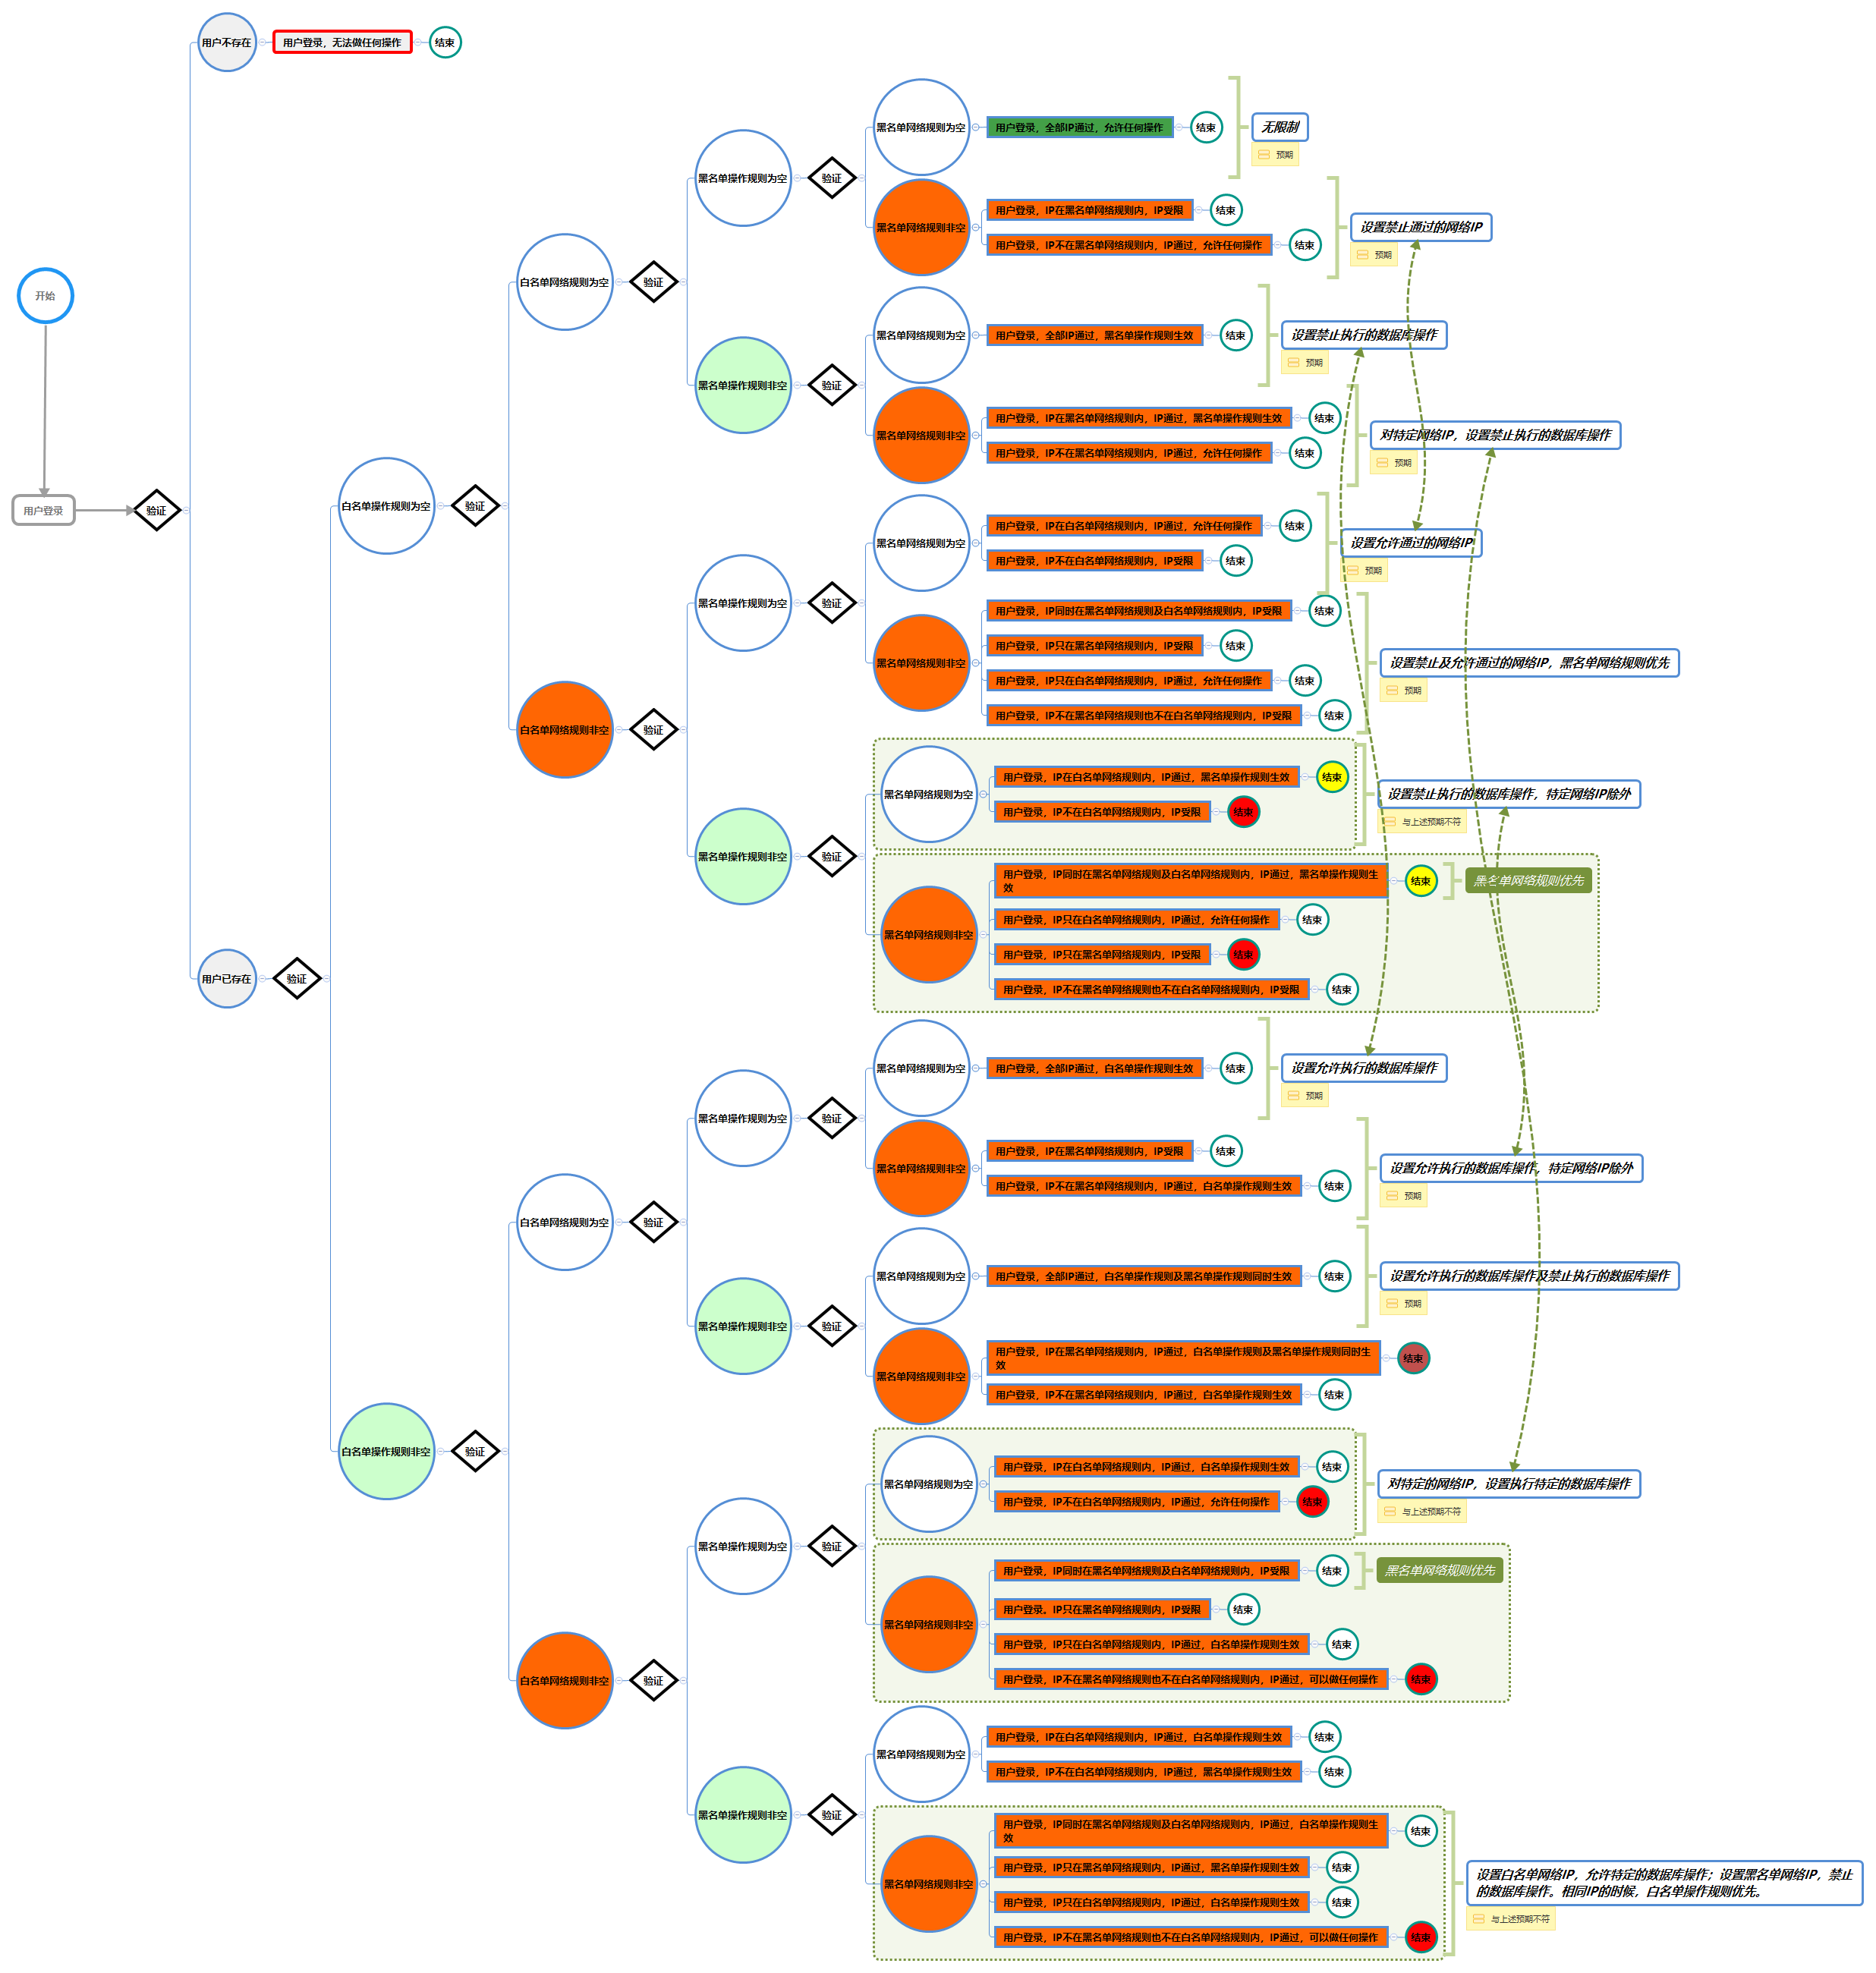 用户不存在
用户登录，无法做任何操作
结束
开始
用户登录
验证
用户已存在
验证
白名单操作规则为空
验证
白名单网络规则为空
验证
黑名单操作规则为空
验证
黑名单网络规则为空
用户登录，全部IP通过，允许任何操作
结束
无限制
预期
黑名单网络规则非空
用户登录，IP在黑名单网络规则内，IP受限
结束
用户登录，IP不在黑名单网络规则内，IP通过，允许任何操作
结束
设置禁止通过的网络IP
预期
黑名单操作规则非空
验证
黑名单网络规则为空
用户登录，全部IP通过，黑名单操作规则生效
结束
设置禁止执行的数据库操作
预期
黑名单网络规则非空
用户登录，IP在黑名单网络规则内，IP通过，黑名单操作规则生效
结束
用户登录，IP不在黑名单网络规则内，IP通过，允许任何操作
结束
对特定网络IP，设置禁止执行的数据库操作
预期
白名单网络规则非空
验证
黑名单操作规则为空
验证
黑名单网络规则为空
用户登录，IP在白名单网络规则内，IP通过，允许任何操作
结束
用户登录，IP不在白名单网络规则内，IP受限
结束
设置允许通过的网络IP
预期
黑名单网络规则非空
用户登录，IP同时在黑名单网络规则及白名单网络规则内，IP受限
结束
用户登录，IP只在黑名单网络规则内，IP受限
结束
用户登录，IP只在白名单网络规则内，IP通过，允许任何操作
结束
用户登录，IP不在黑名单网络规则也不在白名单网络规则内，IP受限
结束
设置禁止及允许通过的网络IP，黑名单网络规则优先
预期
黑名单操作规则非空
验证
黑名单网络规则为空
用户登录，IP在白名单网络规则内，IP通过，黑名单操作规则生效
结束
用户登录，IP不在白名单网络规则内，IP受限
结束
设置禁止执行的数据库操作，特定网络IP除外
与上述预期不符
黑名单网络规则非空
用户登录，IP同时在黑名单网络规则及白名单网络规则内，IP通过，黑名单操作规则生
效
结束
黑名单网络规则优先
用户登录，IP只在白名单网络规则内，IP通过，允许任何操作
结束
用户登录，IP只在黑名单网络规则内，IP受限
结束
用户登录，IP不在黑名单网络规则也不在白名单网络规则内，IP受限
结束
白名单操作规则非空
验证
白名单网络规则为空
验证
黑名单操作规则为空
验证
黑名单网络规则为空
用户登录，全部IP通过，白名单操作规则生效
结束
设置允许执行的数据库操作
预期
黑名单网络规则非空
用户登录，IP在黑名单网络规则内，IP受限
结束
用户登录，IP不在黑名单网络规则内，IP通过，白名单操作规则生效
结束
设置允许执行的数据库操作，特定网络IP除外
预期
黑名单操作规则非空
验证
黑名单网络规则为空
用户登录，全部IP通过，白名单操作规则及黑名单操作规则同时生效
结束
设置允许执行的数据库操作及禁止执行的数据库操作
预期
黑名单网络规则非空
用户登录，IP在黑名单网络规则内，IP通过，白名单操作规则及黑名单操作规则同时生
效
结束
用户登录，IP不在黑名单网络规则内，IP通过，白名单操作规则生效
结束
白名单网络规则非空
验证
黑名单操作规则为空
验证
黑名单网络规则为空
用户登录，IP在白名单网络规则内，IP通过，白名单操作规则生效
结束
用户登录，IP不在白名单网络规则内，IP通过，允许任何操作
结束
对特定的网络IP，设置执行特定的数据库操作
与上述预期不符
黑名单网络规则非空
用户登录，IP同时在黑名单网络规则及白名单网络规则内，IP受限
结束
黑名单网络规则优先
用户登录。IP只在黑名单网络规则内，IP受限
结束
用户登录，IP只在白名单网络规则内，IP通过，白名单操作规则生效
结束
用户登录，IP不在黑名单网络规则也不在白名单网络规则内，IP通过，可以做任何操作
结束
黑名单操作规则非空
验证
黑名单网络规则为空
用户登录，IP在白名单网络规则内，IP通过，白名单操作规则生效
结束
用户登录，IP不在白名单网络规则内，IP通过，黑名单操作规则生效
结束
黑名单网络规则非空
用户登录，IP同时在黑名单网络规则及白名单网络规则内，IP通过，白名单操作规则生
效
结束
用户登录，IP只在黑名单网络规则内，IP通过，黑名单操作规则生效
结束
用户登录，IP只在白名单网络规则内，IP通过，白名单操作规则生效
结束
用户登录，IP不在黑名单网络规则也不在白名单网络规则内，IP通过，可以做任何操作
结束
设置白名单网络IP，允许特定的数据库操作；设置黑名单网络IP，禁止
的数据库操作。相同IP的时候，白名单操作规则优先。
与上述预期不符